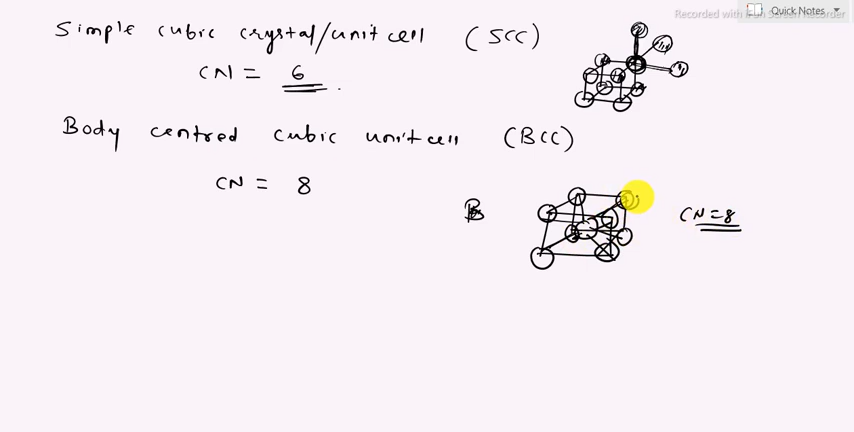 Quick Notes
Simple cubic crystal/unit cell (SCC)
CN = 6
Body centred cubic unit cell (BCC)
CN = 8
CN = 8